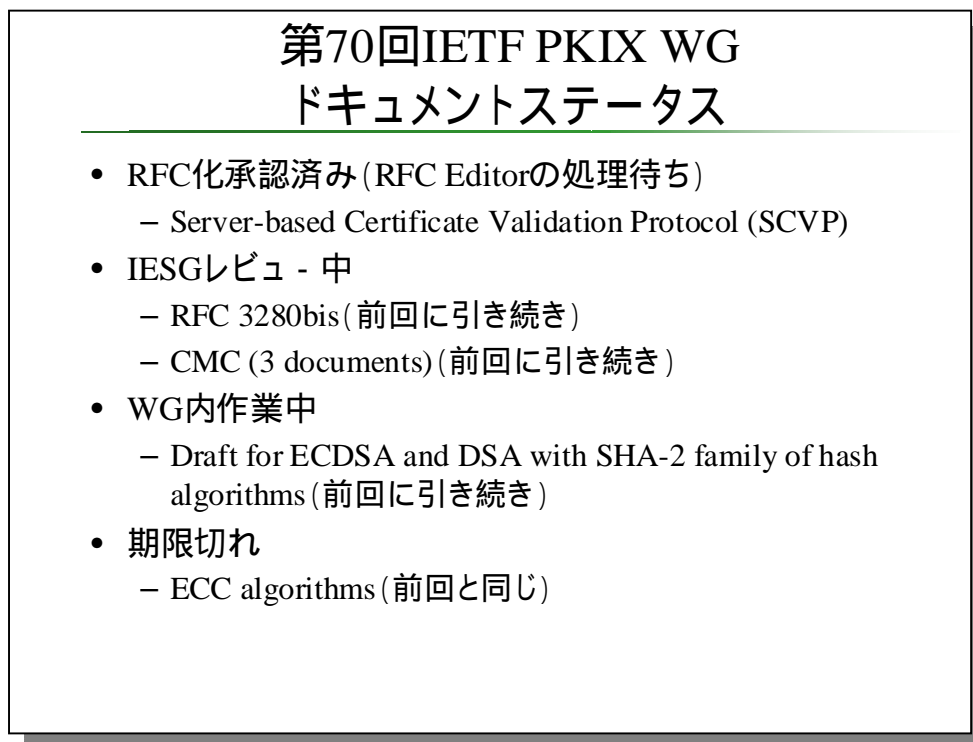 第70回IETF PKIX WG
ドキュメントステータス
• RFC化承認済み(RFC Editorの処理待ち)
– Server-based Certificate Validation Protocol (SCVP)
• IESGレビュ‐中
– RFC 3280bis(前回に引き続き)
– CMC (3 documents)(前回に引き続き)
• WG内作業中
– Draft for ECDSA and DSA with SHA-2 family of hash
algorithms(前回に引き続き)
• 期限切れ
– ECC algorithms(前回と同じ)